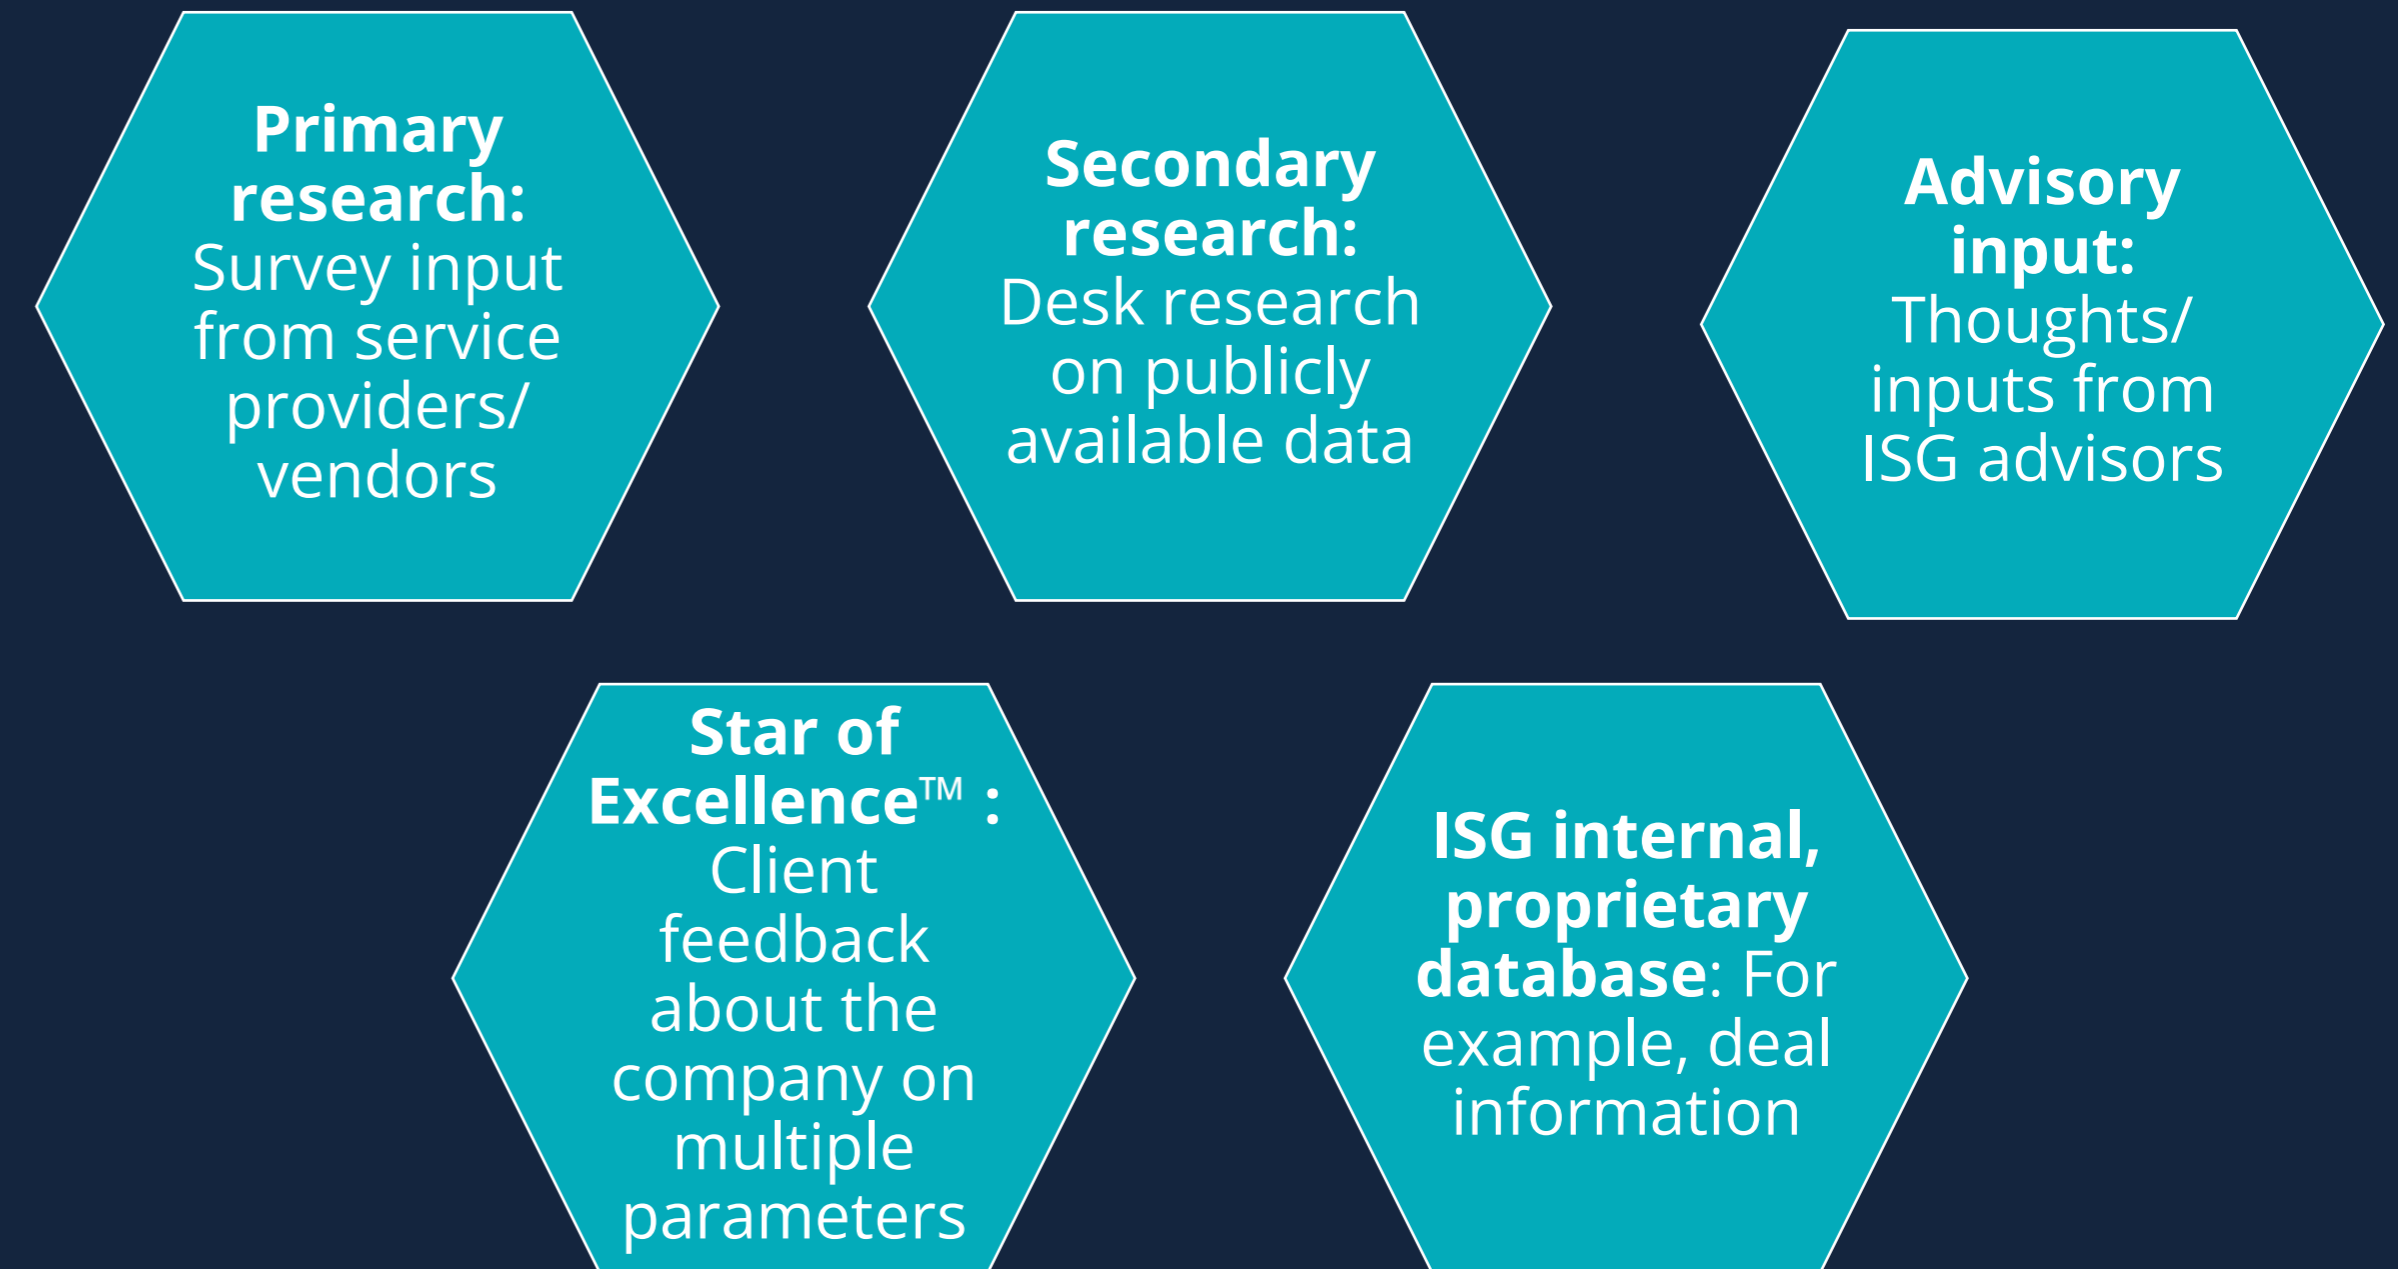 Primary
research:
Survey input
from service
providers/
vendors
Secondary
research:
Desk research
on publicly
available data
Advisory
input:
Thoughts/
inputs from
ISG advisors
Star of
Excellence™ :
Client
feedback
about the
company on
multiple
parameters
ISG internal,
proprietary
database: For
example, deal
information